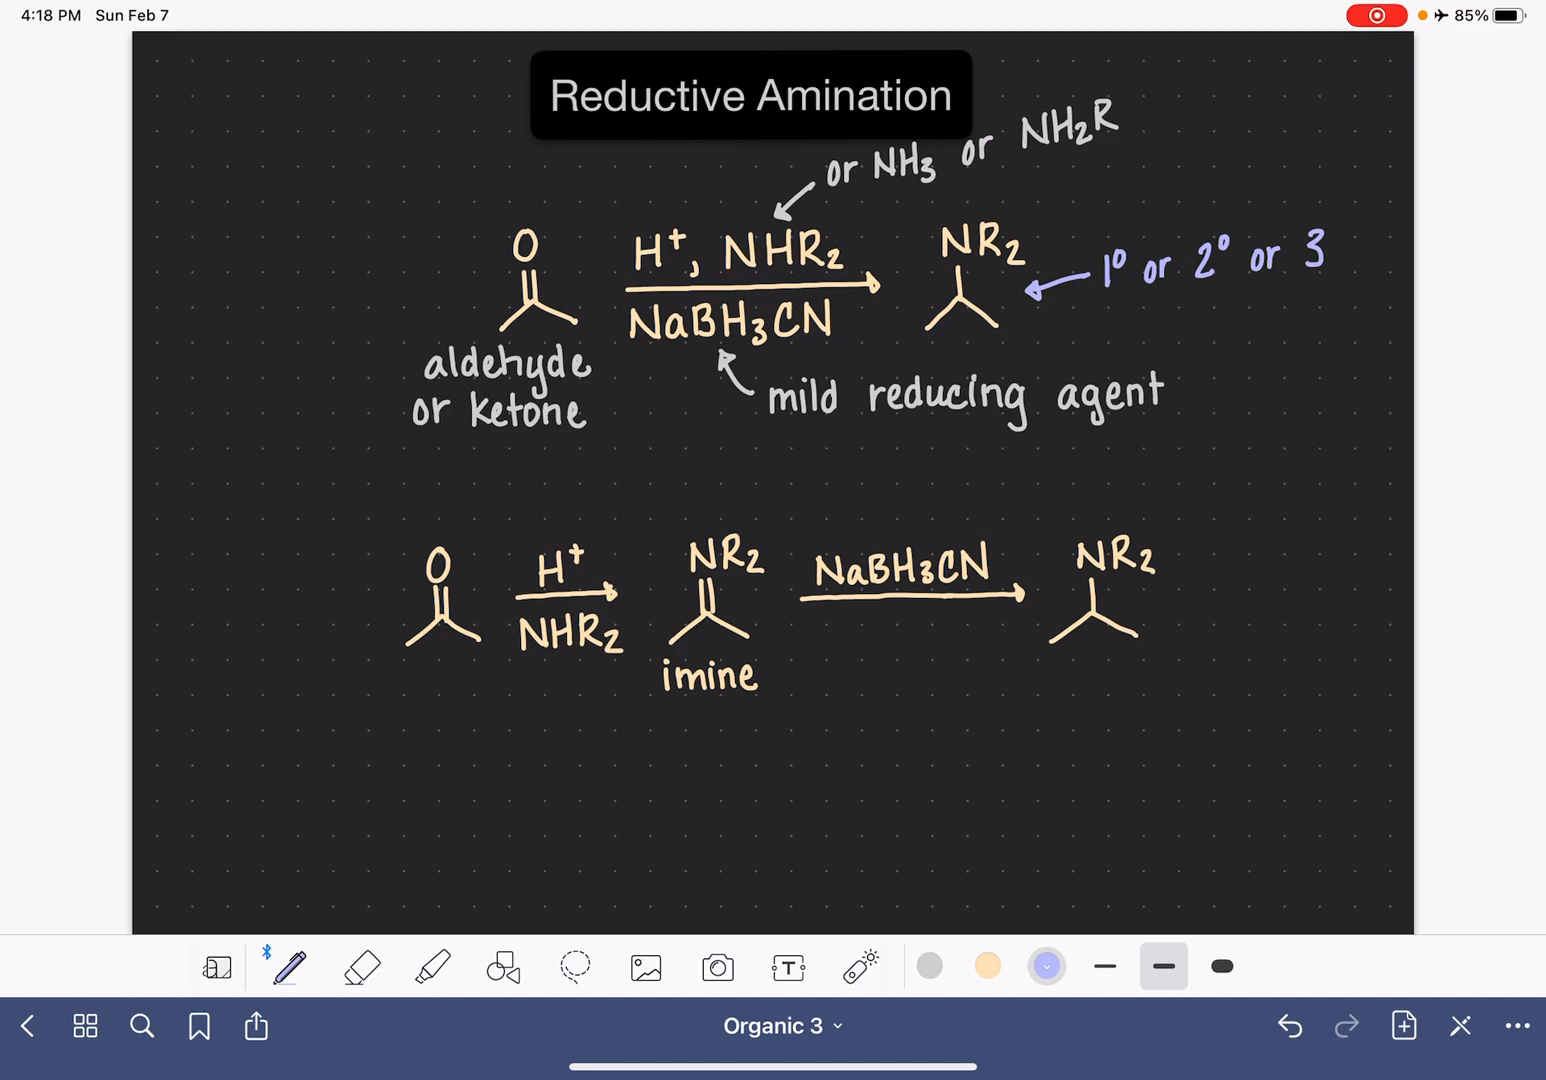 4:18 PM Sun Feb 7
85%
Reductive Amination
or NH₃ or NH₂R
O
H⁺, NHR₂
NaBH₃CN
NR₂
1° or 2° or 3
aldehyde
or ketone
mild reducing agent
O
H⁺
NHR₂
NR₂
imine
NaBH₃CN
NR₂
a
T
Organic 3